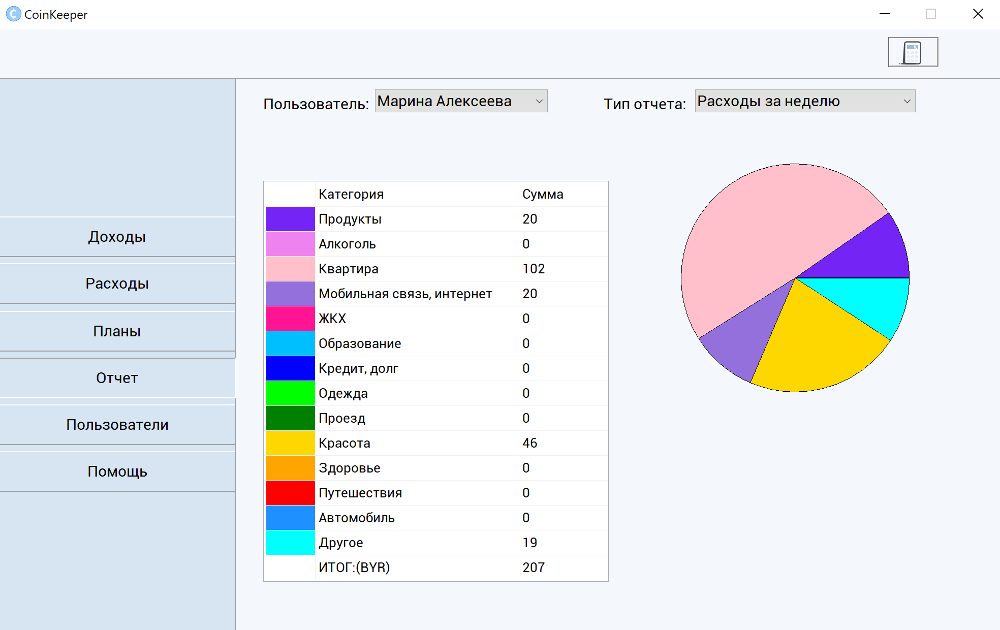 CoinKeeper
Пользователь: Марина Алексеева Тип отчета: Расходы за неделю
Доходы
Расходы
Планы
Отчет
Пользователи
Помощь
Категория Сумма
Продукты 20
Алкоголь 0
Квартира 102
Мобильная связь, интернет 20
ЖКХ 0
Образование 0
Кредит, долг 0
Одежда 0
Проезд 0
Красота 46
Здоровье 0
Путешествия 0
Автомобиль 0
Другое 19
ИТОГ:(BYR) 207